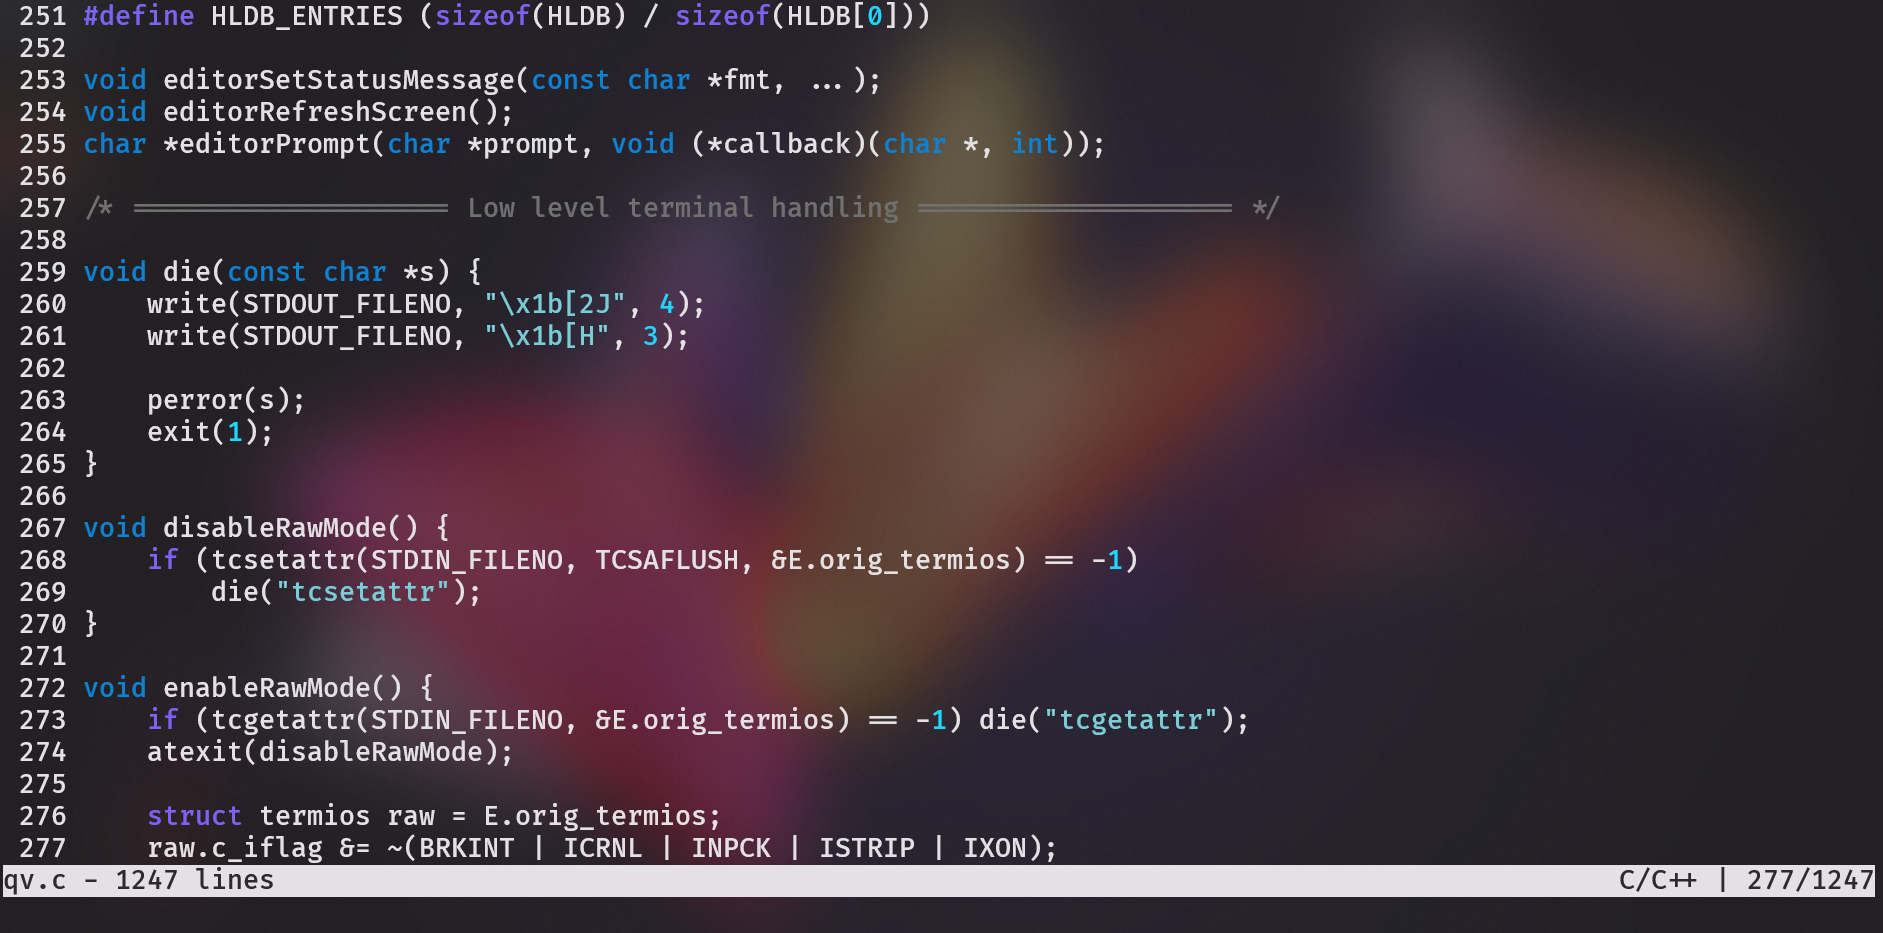 251 #define HLDB_ENTRIES (sizeof(HLDB) / sizeof(HLDB[0]))
252
253 void editorSetStatusMessage(const char *fmt, ...);
254 void editorRefreshScreen();
255 char *editorPrompt(char *prompt, void (*callback)(char *, int));
256
257 /* ==================== Low level terminal handling ==================== */
258
259 void die(const char *s) {
260     write(STDOUT_FILENO, "\x1b[2J", 4);
261     write(STDOUT_FILENO, "\x1b[H", 3);
262
263     perror(s);
264     exit(1);
265 }
266
267 void disableRawMode() {
268     if (tcsetattr(STDIN_FILENO, TCSAFLUSH, &E.orig_termios) == -1)
269         die("tcsetattr");
270 }
271
272 void enableRawMode() {
273     if (tcgetattr(STDIN_FILENO, &E.orig_termios) == -1) die("tcgetattr");
274     atexit(disableRawMode);
275
276     struct termios raw = E.orig_termios;
277     raw.c_iflag &= ~(BRKINT | ICRNL | INPCK | ISTRIP | IXON);
qv.c - 1247 lines C/C++ | 277/1247